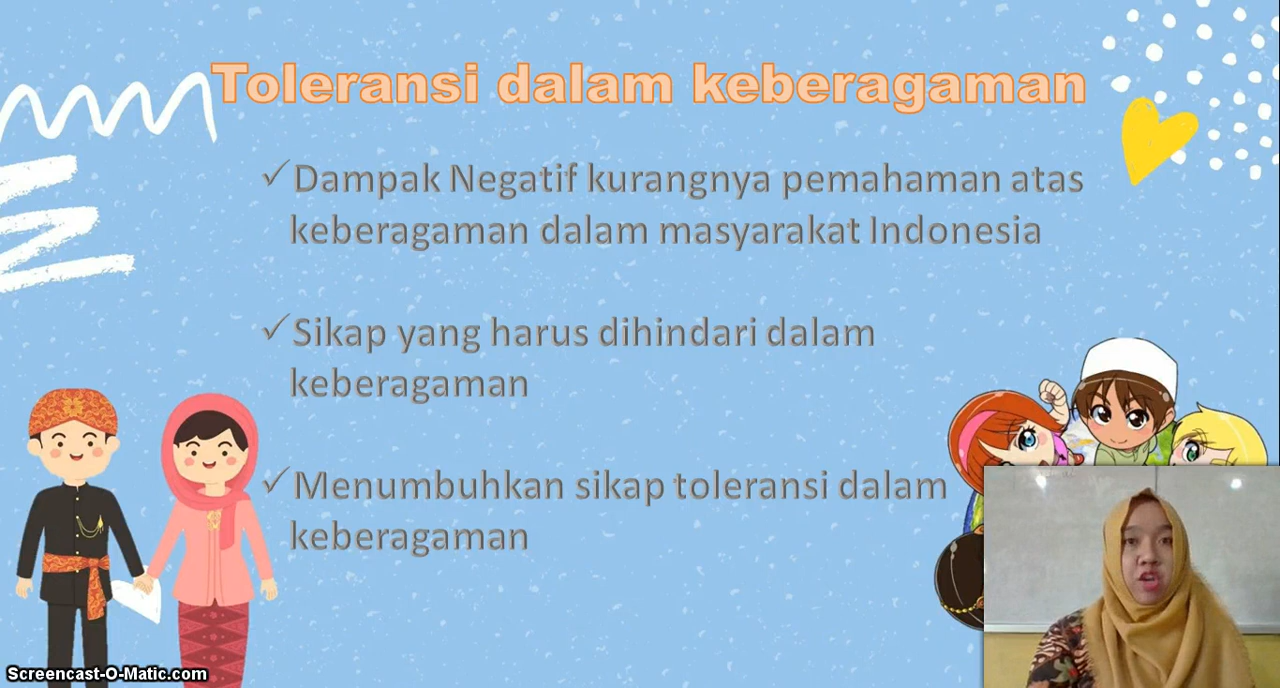 Toleransi dalam keberagaman
✓Dampak Negatif kurangnya pemahaman atas
keberagaman dalam masyarakat Indonesia
✓Sikap yang harus dihindari dalam
keberagaman
✓Menumbuhkan sikap toleransi dalam
keberagaman
Screencast-O-Matic.com